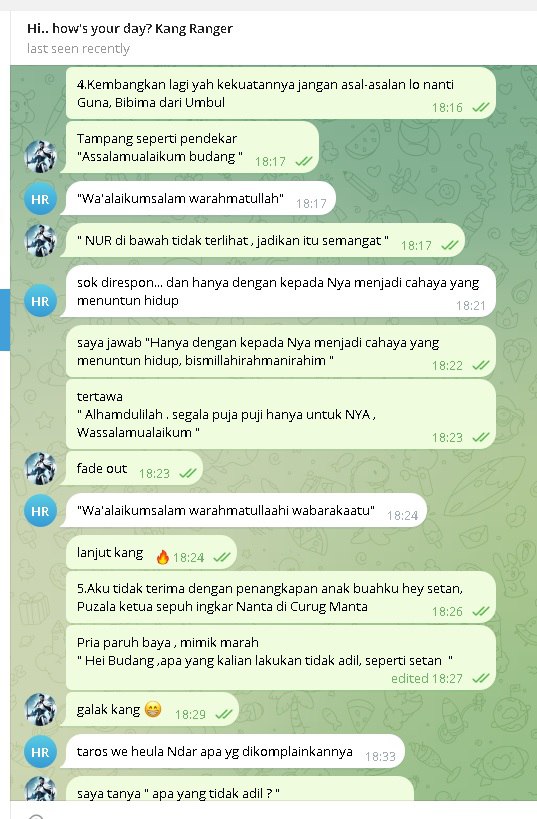 Hi.. how's your day? Kang Ranger
last seen recently
4.Kembangkan lagi yah kekuatannya jangan asal-asalan lo nanti
Guna, Bibima dari Umbul
18:16
Tampang seperti pendekar
"Assalamualaikum budang "
18:17
HR
"Wa'alaikumsalam warahmatullah"
18:17
" NUR di bawah tidak terlihat , jadikan itu semangat "
18:17
HR
sok direspon... dan hanya dengan kepada Nya menjadi cahaya yang
menuntun hidup
18:21
saya jawab "Hanya dengan kepada Nya menjadi cahaya yang
menuntun hidup, bismillahirahmanirahim "
18:22
tertawa
" Alhamdulilah . segala puja puji hanya untuk NYA ,
Wassalamualaikum "
18:23
fade out
18:23
HR
"Wa'alaikumsalam warahmatullaahi wabarakaatu"
18:24
lanjut kang 🔥
18:24
5.Aku tidak terima dengan penangkapan anak buahku hey setan,
Puzala ketua sepuh ingkar Nanta di Curug Manta
18:26
Pria paruh baya , mimik marah
" Hei Budang ,apa yang kalian lakukan tidak adil, seperti setan "
edited 18:27
galak kang 😁
18:29
HR
taros we heula Ndar apa yg dikomplainkannya
18:33
saya tanya " apa yang tidak adil ? "